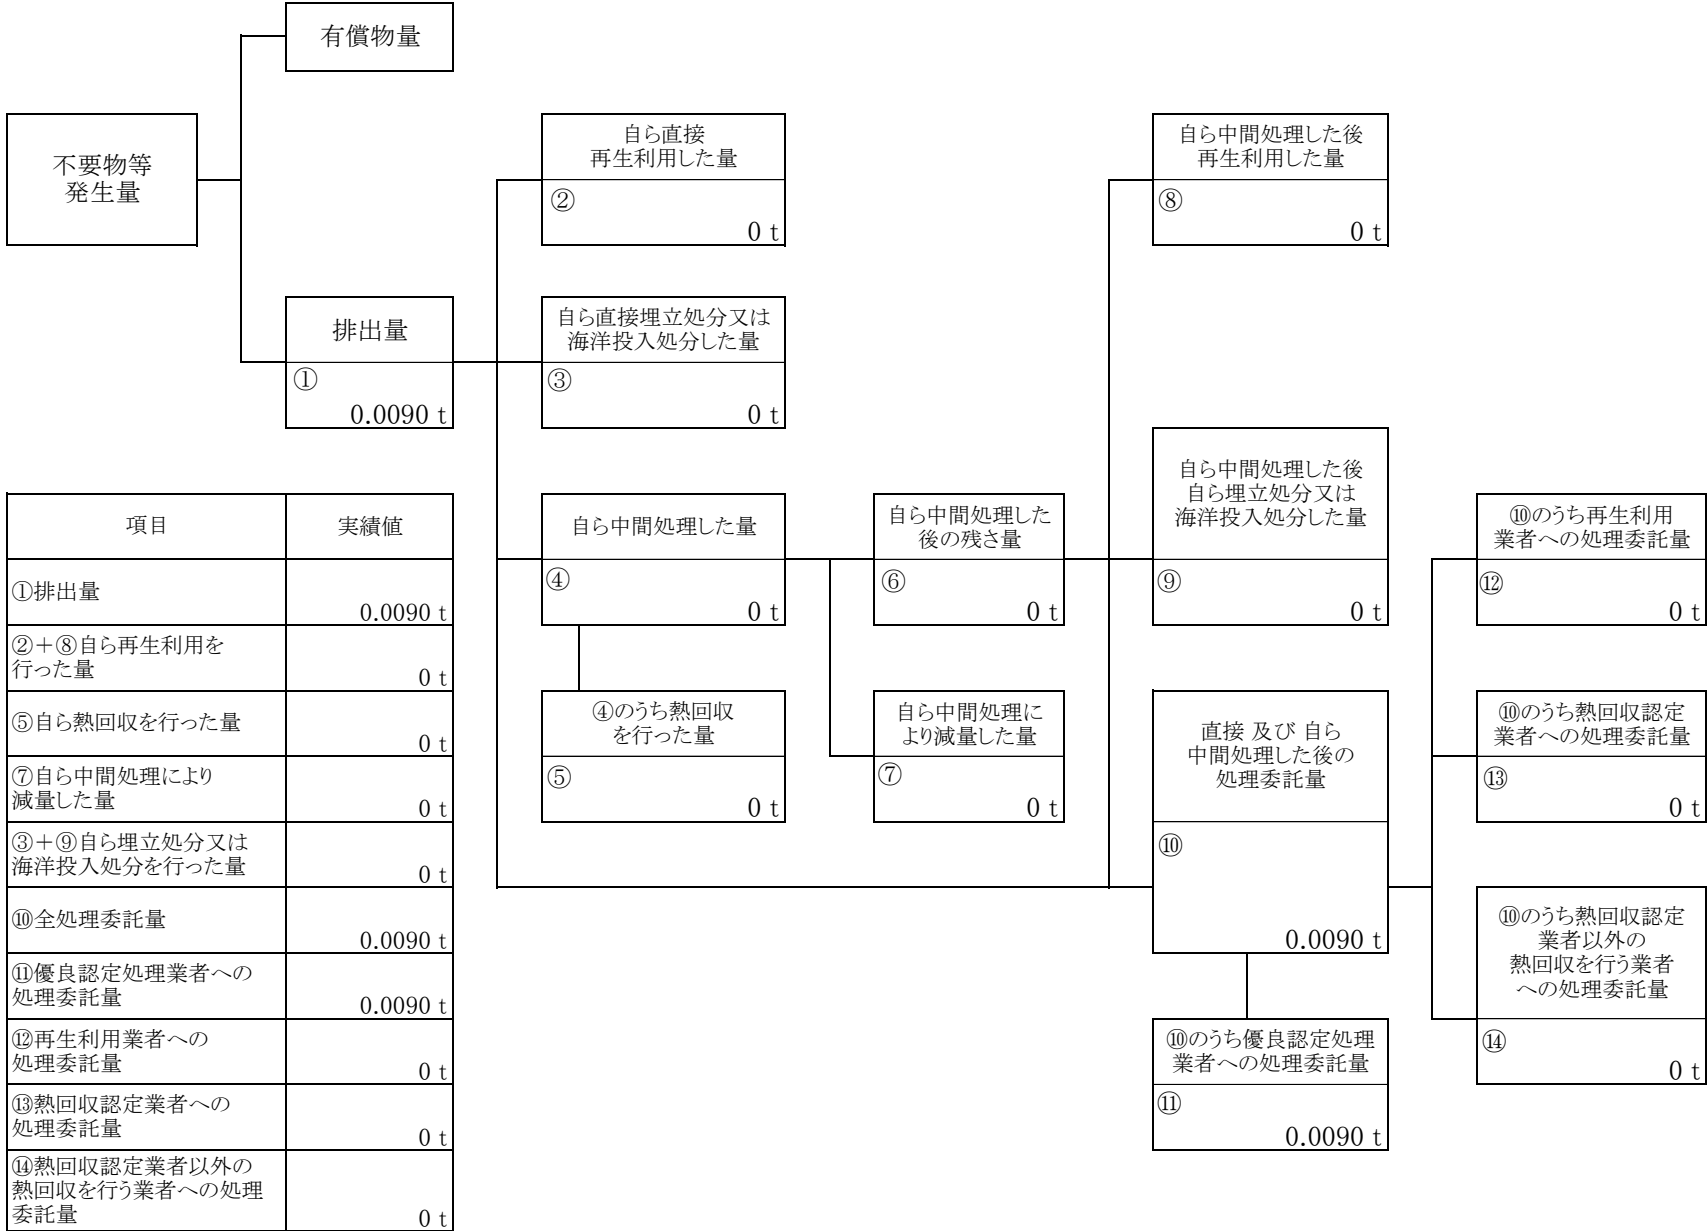 有償物量
不要物等
発生量
自ら直接
再生利用した量
②
0 t
自ら中間処理した後
再生利用した量
⑧
0 t
排出量
①
0.0090 t
自ら直接埋立処分又は
海洋投入処分した量
③
0 t
自ら中間処理した量
④
0 t
自ら中間処理した
後の残さ量
⑥
0 t
自ら中間処理した後
自ら埋立処分又は
海洋投入処分した量
⑨
0 t
⑩のうち再生利用
業者への処理委託量
⑫
0 t
④のうち熱回収
を行った量
⑤
0 t
自ら中間処理に
より減量した量
⑦
0 t
直接 及び 自ら
中間処理した後の
処理委託量
⑩
0.0090 t
⑩のうち熱回収認定
業者への処理委託量
⑬
0 t
⑩のうち熱回収認定
業者以外の
熱回収を行う業者
への処理委託量
⑭
0 t
⑩のうち優良認定処理
業者への処理委託量
⑪
0.0090 t
項目 実績値
①排出量
0.0090 t
②＋⑧自ら再生利用を
行った量
0 t
⑤自ら熱回収を行った量
0 t
⑦自ら中間処理により
減量した量
0 t
③＋⑨自ら埋立処分又は
海洋投入処分を行った量
0 t
⑩全処理委託量
0.0090 t
⑪優良認定処理業者への
処理委託量
0.0090 t
⑫再生利用業者への
処理委託量
0 t
⑬熱回収認定業者への
処理委託量
0 t
⑭熱回収認定業者以外の
熱回収を行う業者への処理
委託量
0 t